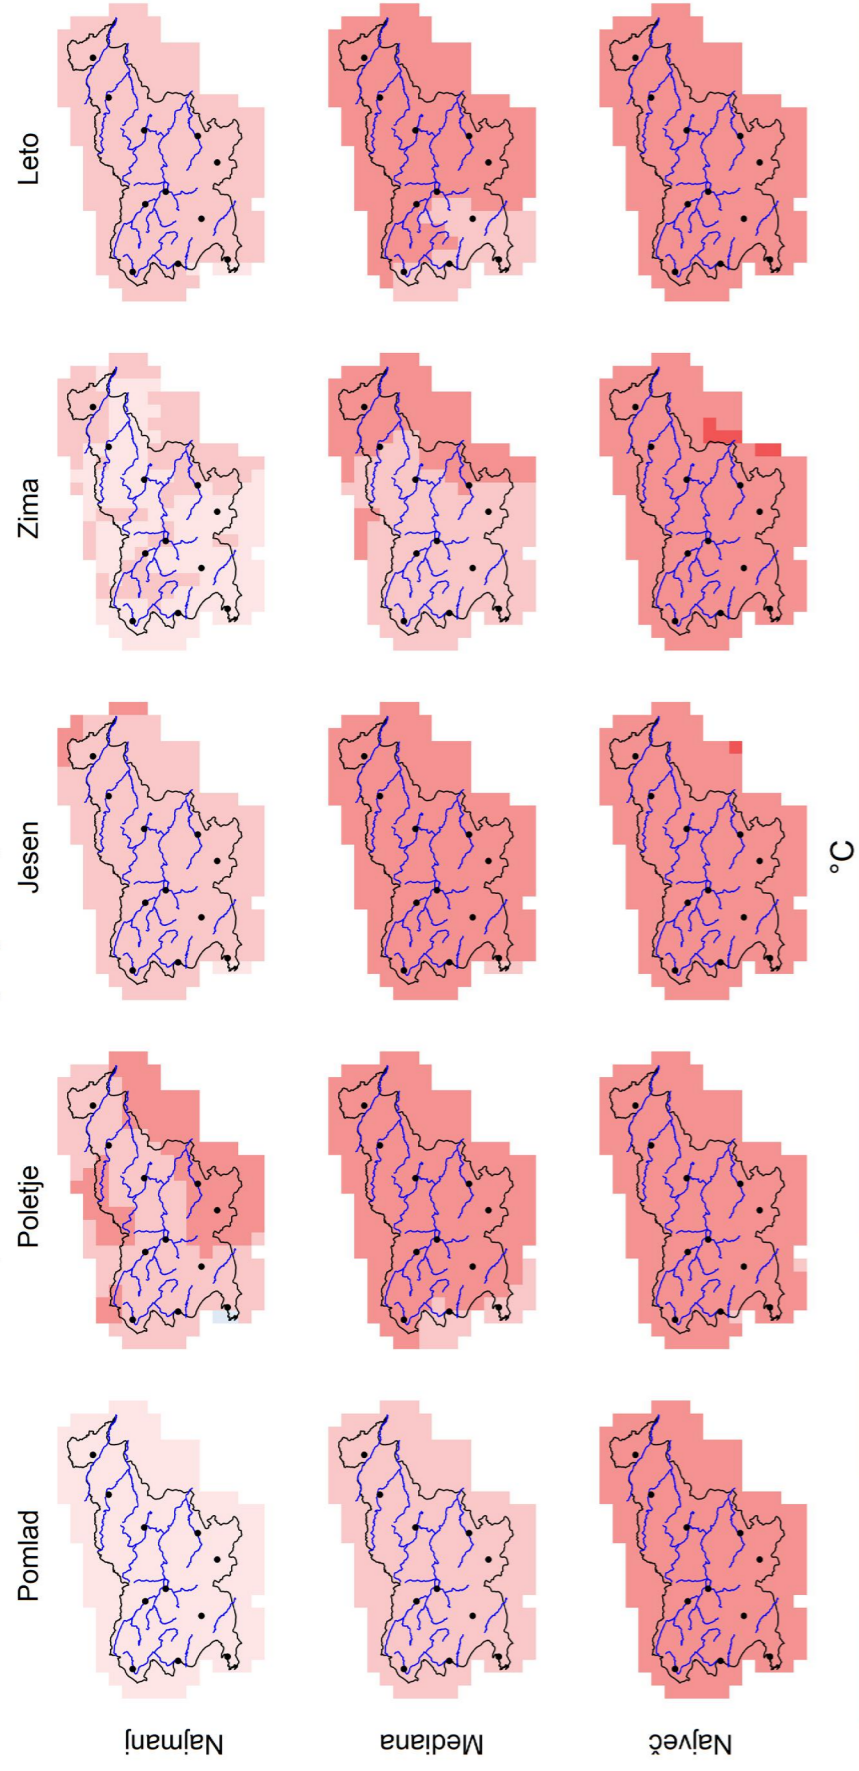 Pomlad
Poletje
Jesen
Zima
Leto
Najmanj
Mediana
Največ
°C